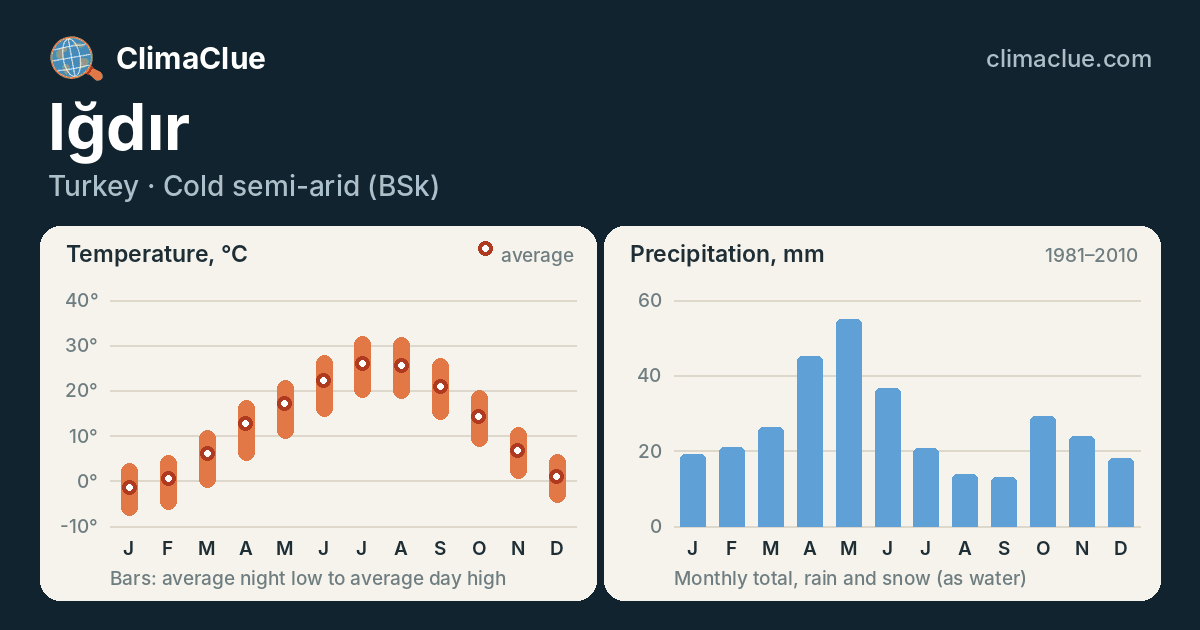 ClimaClue
climaclue.com
Iğdır
Turkey · Cold semi-arid (BSk)
Temperature, °C
average
40°
30°
20°
10°
0°
-10°
J F M A M J J A S O N D
Bars: average night low to average day high
Precipitation, mm
1981–2010
60
40
20
0
J F M A M J J A S O N D
Monthly total, rain and snow (as water)